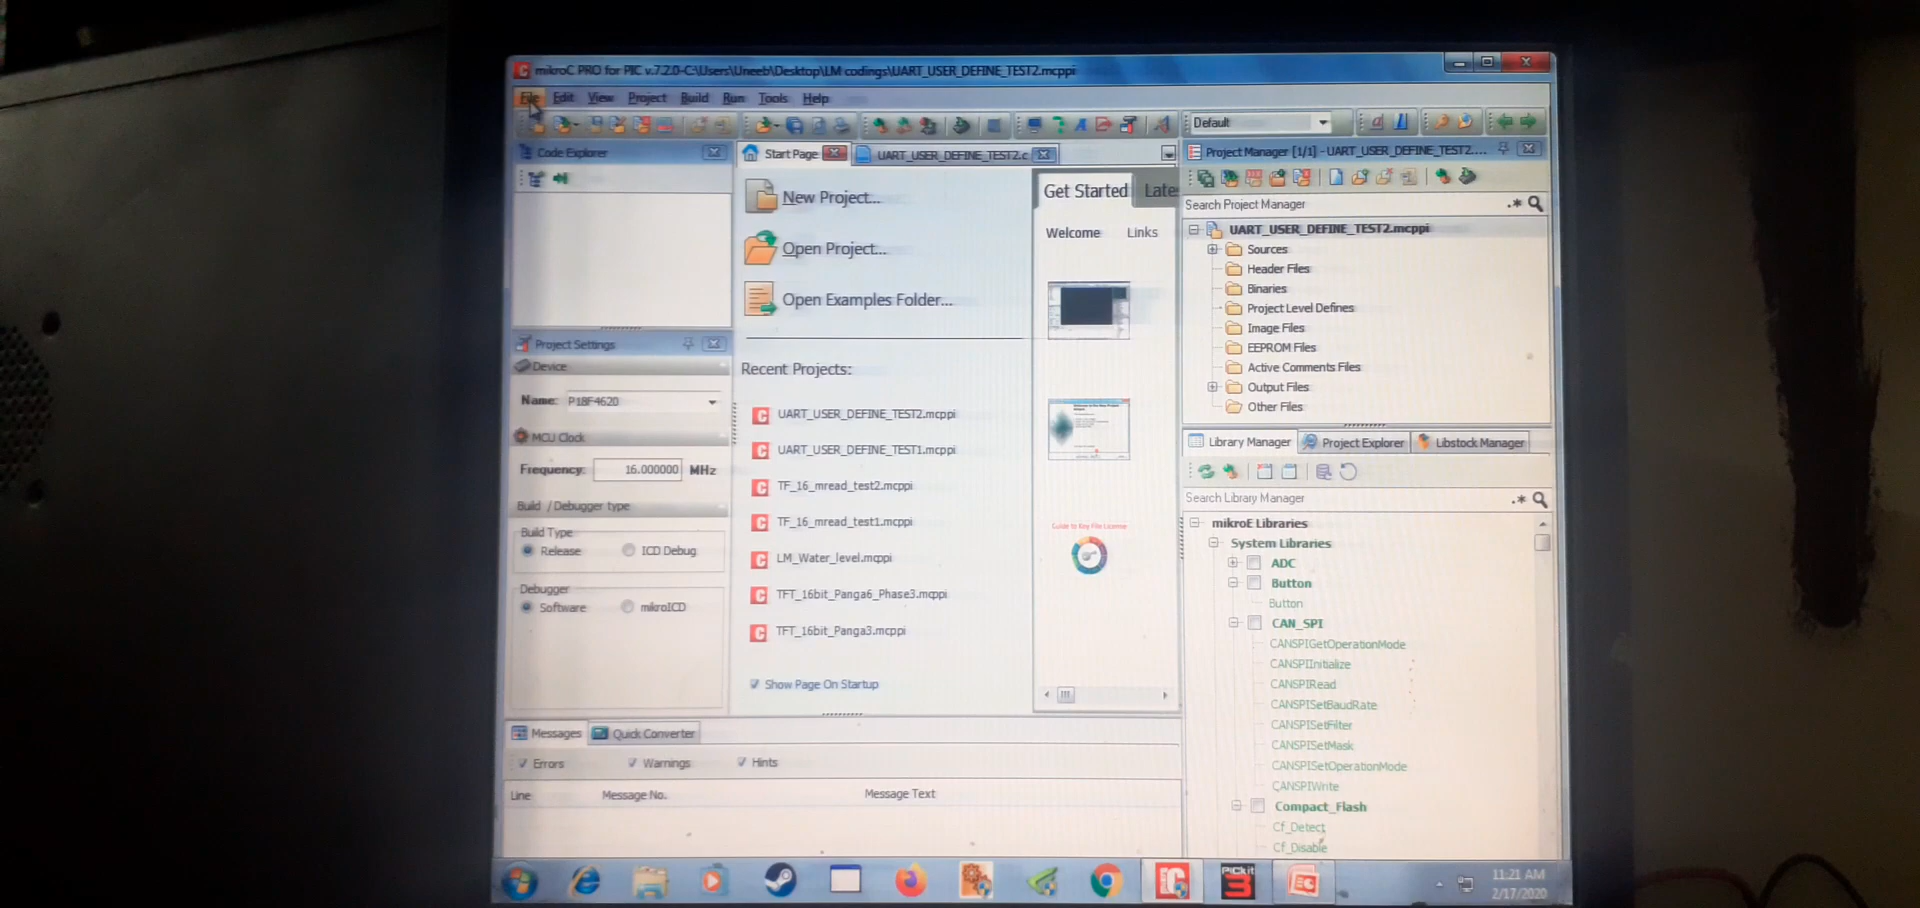 mikroC PRO for PIC v.7.2.0-C:\Users\Uneeb\Desktop\LM codings\UART_USER_DEFINE_TEST2.mcppi
File Edit View Project Build Run Tools Help
Default
Code Explorer
Start Page
UART_USER_DEFINE_TEST2.c
Project Manager [1/1] - UART_USER_DEFINE_TEST2....
New Project...
Open Project...
Open Examples Folder...
Get Started Late
Welcome Links
Search Project Manager
UART_USER_DEFINE_TEST2.mcppi
Sources
Header Files
Binaries
Project Level Defines
Image Files
EEPROM Files
Active Comments Files
Output Files
Other Files
Project Settings
Device
Name: P18F4620
MCU Clock
Frequency: 16.000000 MHz
Build / Debugger type
Build Type
Release ICD Debug
Debugger
Software mikroICD
Recent Projects:
UART_USER_DEFINE_TEST2.mcppi
UART_USER_DEFINE_TEST1.mcppi
TF_16_mread_test2.mcppi
TF_16_mread_test1.mcppi
LM_Water_level.mcppi
TFT_16bit_Panga6_Phase3.mcppi
TFT_16bit_Panga3.mcppi
Show Page On Startup
Guide to Key File License
Library Manager Project Explorer Libstock Manager
Search Library Manager
mikroE Libraries
System Libraries
ADC
Button
Button
CAN_SPI
CANSPIGetOperationMode
CANSPIInitialize
CANSPIRead
CANSPISetBaudRate
CANSPISetFilter
CANSPISetMask
CANSPISetOperationMode
CANSPIWrite
Compact_Flash
Cf_Detect
Cf_Disable
Messages Quick Converter
Errors Warnings Hints
Line Message No. Message Text
PICkit
3
11:21 AM
2/17/2020